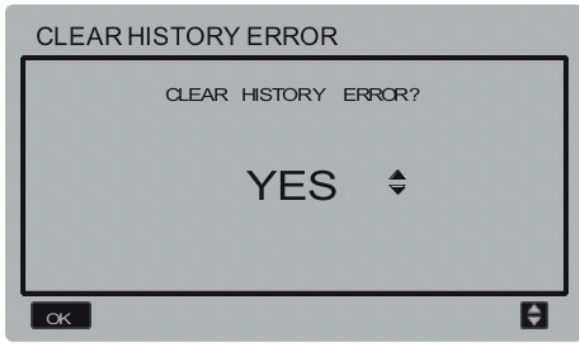 CLEAR HISTORY ERROR
CLEAR HISTORY ERROR?
YES
OK